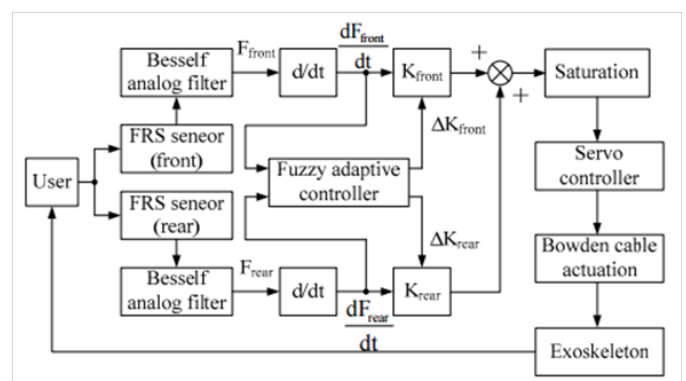 Besself
analog filter
F_front
d/dt
dF_front
dt
K_front
+
+
Saturation
FRS seneor
(front)
ΔK_front
User
Fuzzy adaptive
controller
Servo
controller
FRS seneor
(rear)
ΔK_rear
Bowden cable
actuation
Besself
analog filter
F_rear
d/dt
dF_rear
dt
K_rear
Exoskeleton